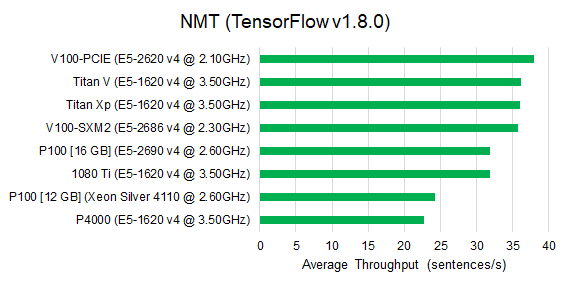 NMT (TensorFlow v1.8.0)
V100-PCIE (E5-2620 v4 @ 2.10GHz)
Titan V (E5-1620 v4 @ 3.50GHz)
Titan Xp (E5-1620 v4 @ 3.50GHz)
V100-SXM2 (E5-2686 v4 @ 2.30GHz)
P100 [16 GB] (E5-2690 v4 @ 2.60GHz)
1080 Ti (E5-1620 v4 @ 3.50GHz)
P100 [12 GB] (Xeon Silver 4110 @ 2.60GHz)
P4000 (E5-1620 v4 @ 3.50GHz)
0 5 10 15 20 25 30 35 40
Average Throughput (sentences/s)